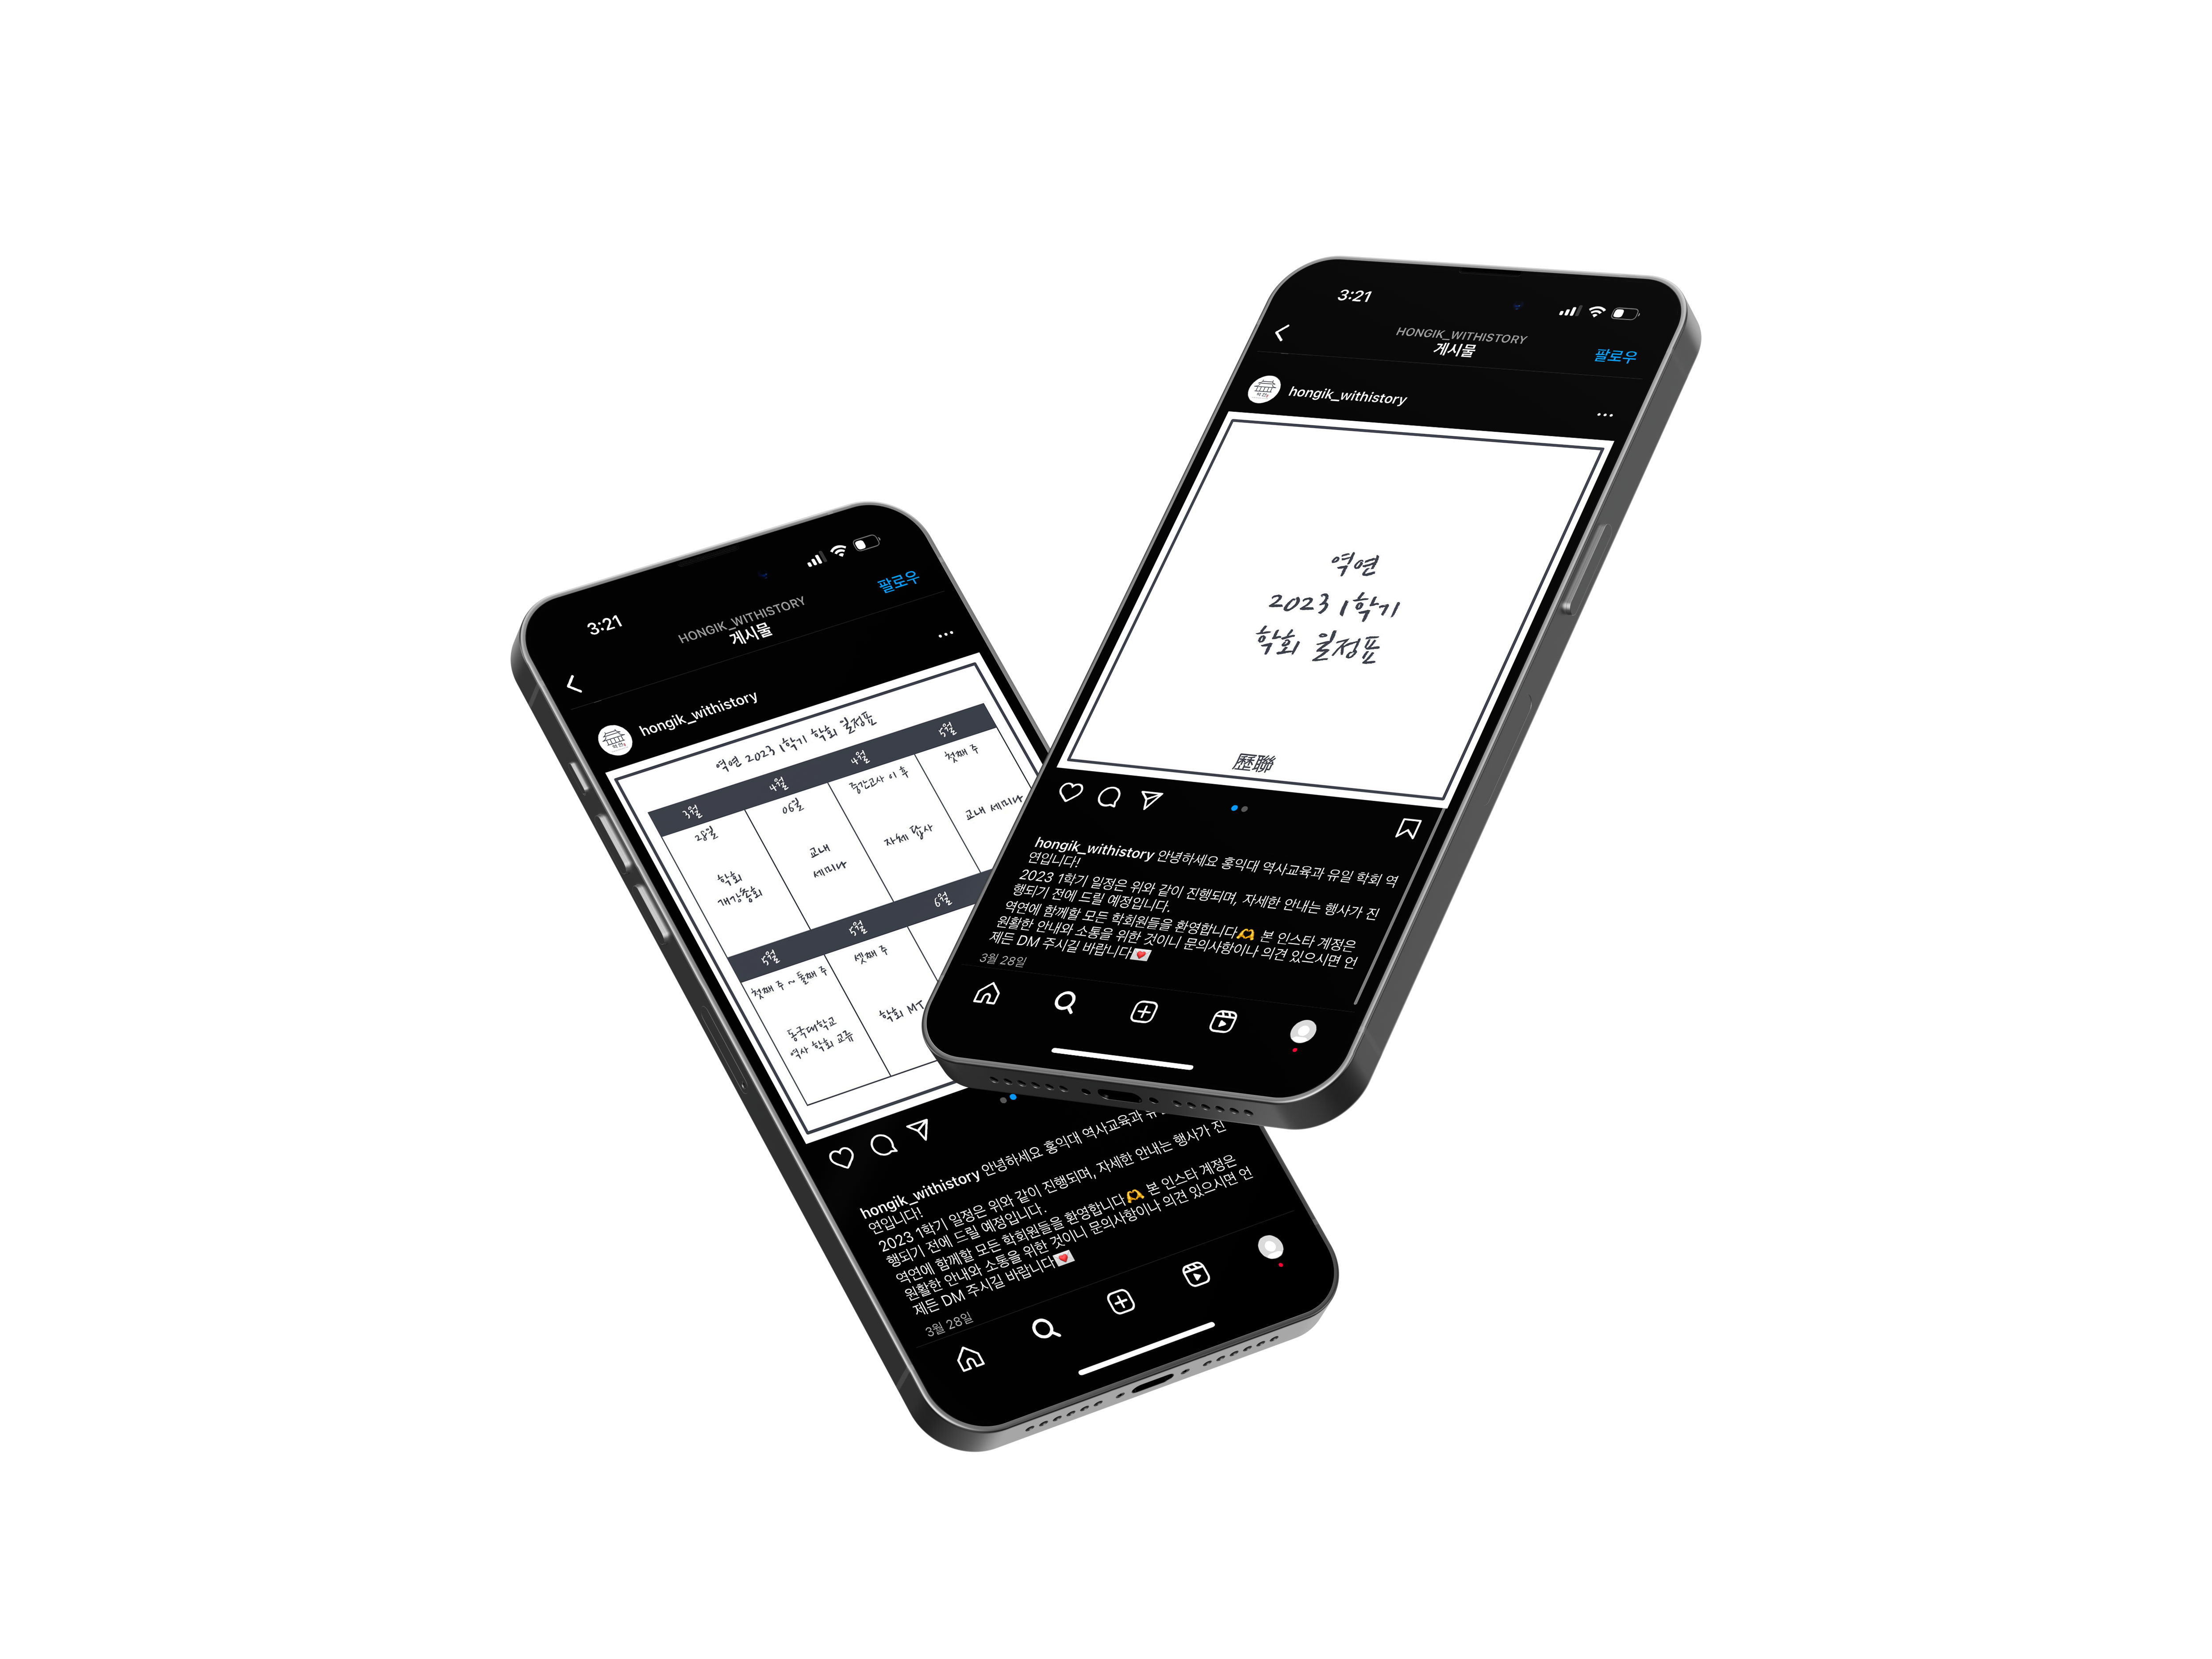 3:21
HONGIK_WITHISTORY
게시물
팔로우
hongik_withistory
역연 2023 1학기 학회 일정표
3월
4월
4월
5월
28일
06일
중간고사 이 후
첫째 주
학회
개강총회
교내
세미나
자체 답사
교내 세미나
5월
5월
6월
첫째 주 ~ 둘째 주
셋째 주
동국대학교
역사 학회 교류
학회 MT
hongik_withistory 안녕하세요 홍익대 역사교육과
연입니다!
2023 1학기 일정은 위와 같이 진행되며, 자세한 안내는 행사가 진
행되기 전에 드릴 예정입니다.
역연에 함께할 모든 학회원들을 환영합니다🫶 본 인스타 계정은
원활한 안내와 소통을 위한 것이니 문의사항이나 의견 있으시면 언
제든 DM 주시길 바랍니다💌
3월 28일
3:21
HONGIK_WITHISTORY
게시물
팔로우
hongik_withistory
역연
2023 1학기
학회 일정표
歷聯
hongik_withistory 안녕하세요 홍익대 역사교육과 유일 학회 역
연입니다!
2023 1학기 일정은 위와 같이 진행되며, 자세한 안내는 행사가 진
행되기 전에 드릴 예정입니다.
역연에 함께할 모든 학회원들을 환영합니다🫶 본 인스타 계정은
원활한 안내와 소통을 위한 것이니 문의사항이나 의견 있으시면 언
제든 DM 주시길 바랍니다💌
3월 28일